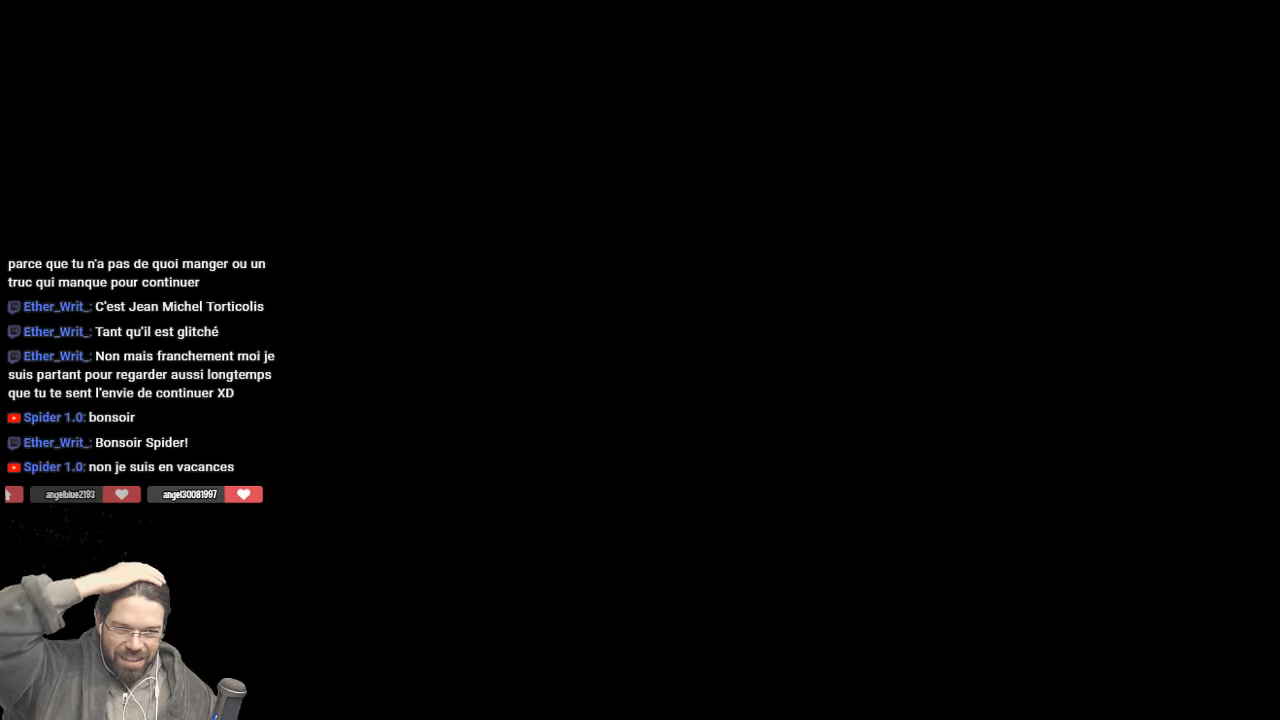 parce que tu n'a pas de quoi manger ou un
truc qui manque pour continuer
Ether_Writ_: C'est Jean Michel Torticolis
Ether_Writ_: Tant qu'il est glitché
Ether_Writ_: Non mais franchement moi je
suis partant pour regarder aussi longtemps
que tu te sent l'envie de continuer XD
Spider 1.0: bonsoir
Ether_Writ_: Bonsoir Spider!
Spider 1.0: non je suis en vacances
angelblue2193 angel30081997